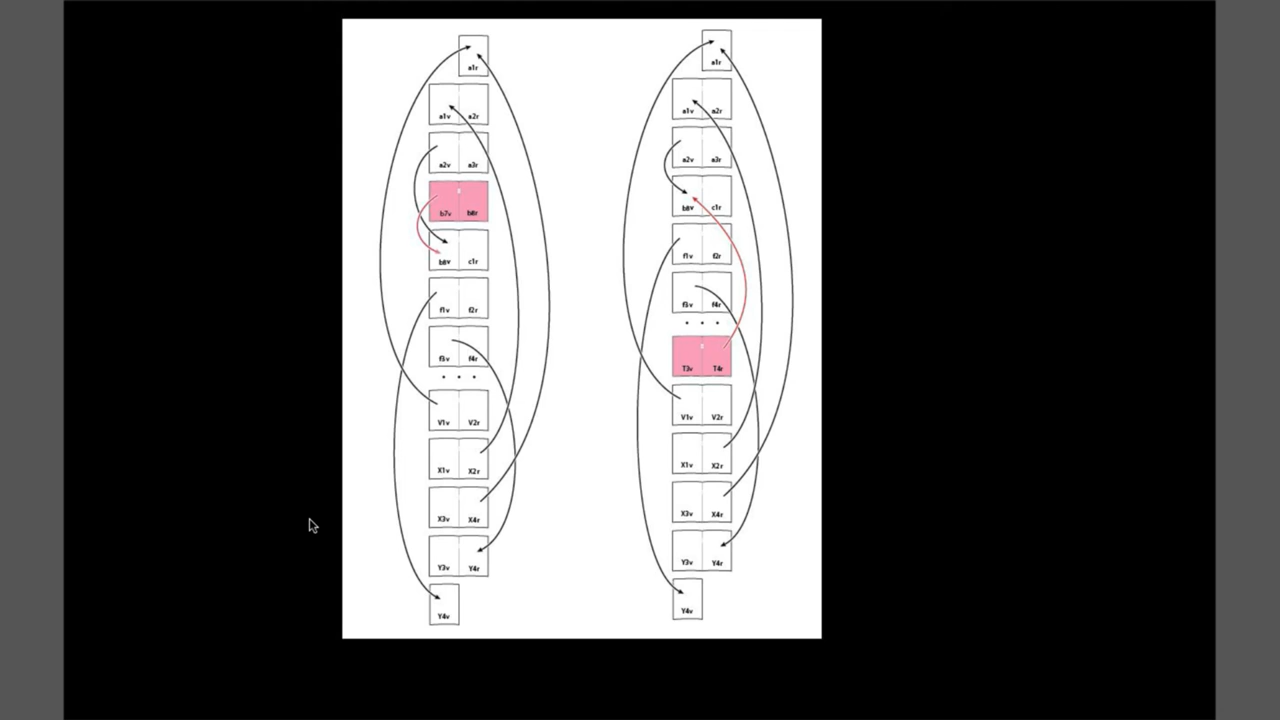 a1r
a1v a2r
a2v a3r
b7v b8r
b8v c1r
f1v f2r
f3v f4r
. . .
V1v V2r
X1v X2r
X3v X4r
Y3v Y4r
Y4v
a1r
a1v a2r
a2v a3r
b8v c1r
f1v f2r
f3v f4r
. . .
T3v T4r
V1v V2r
X1v X2r
X3v X4r
Y3v Y4r
Y4v